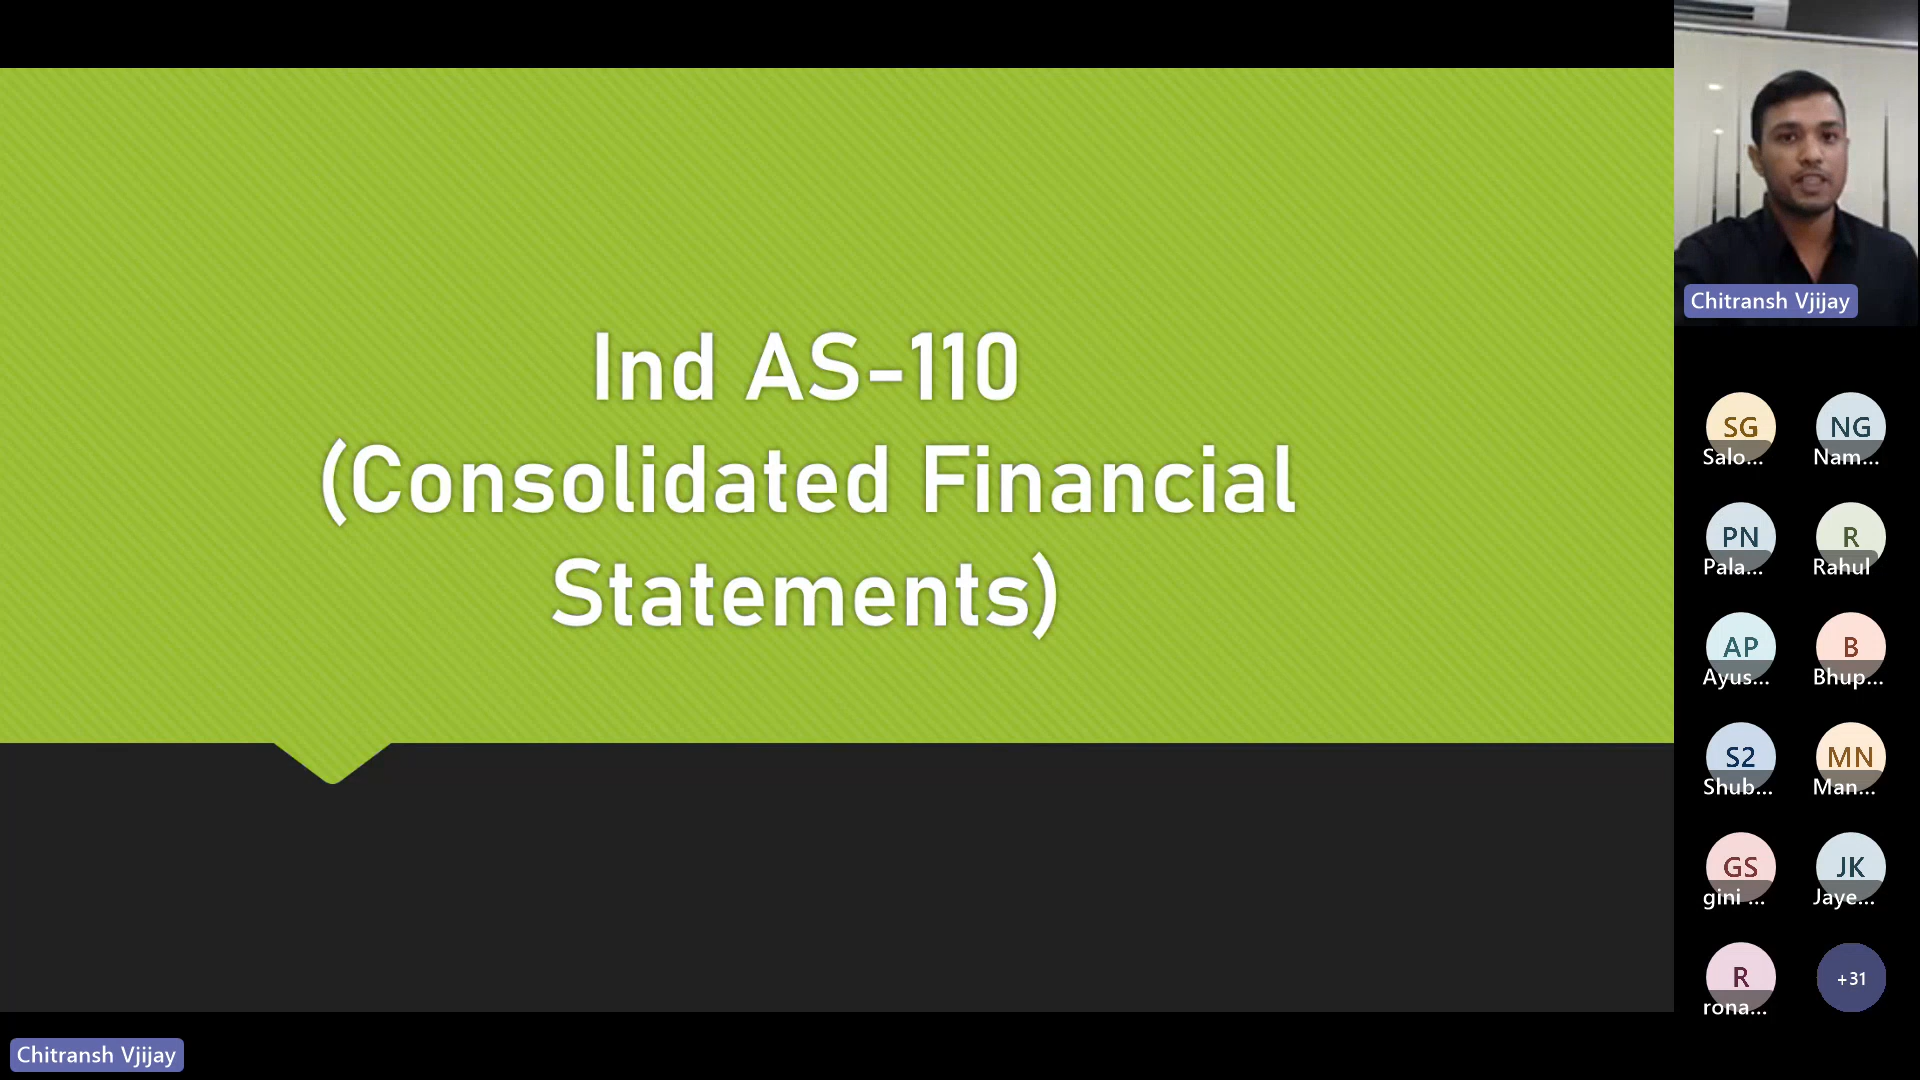 Ind AS-110
(Consolidated Financial
Statements)
Chitransh Vjijay
SG
Salo...
NG
Nam...
PN
Pala...
R
Rahul
AP
Ayus...
B
Bhup...
S2
Shub...
MN
Man...
GS
gini ...
JK
Jaye...
R
rona...
+31
Chitransh Vjijay